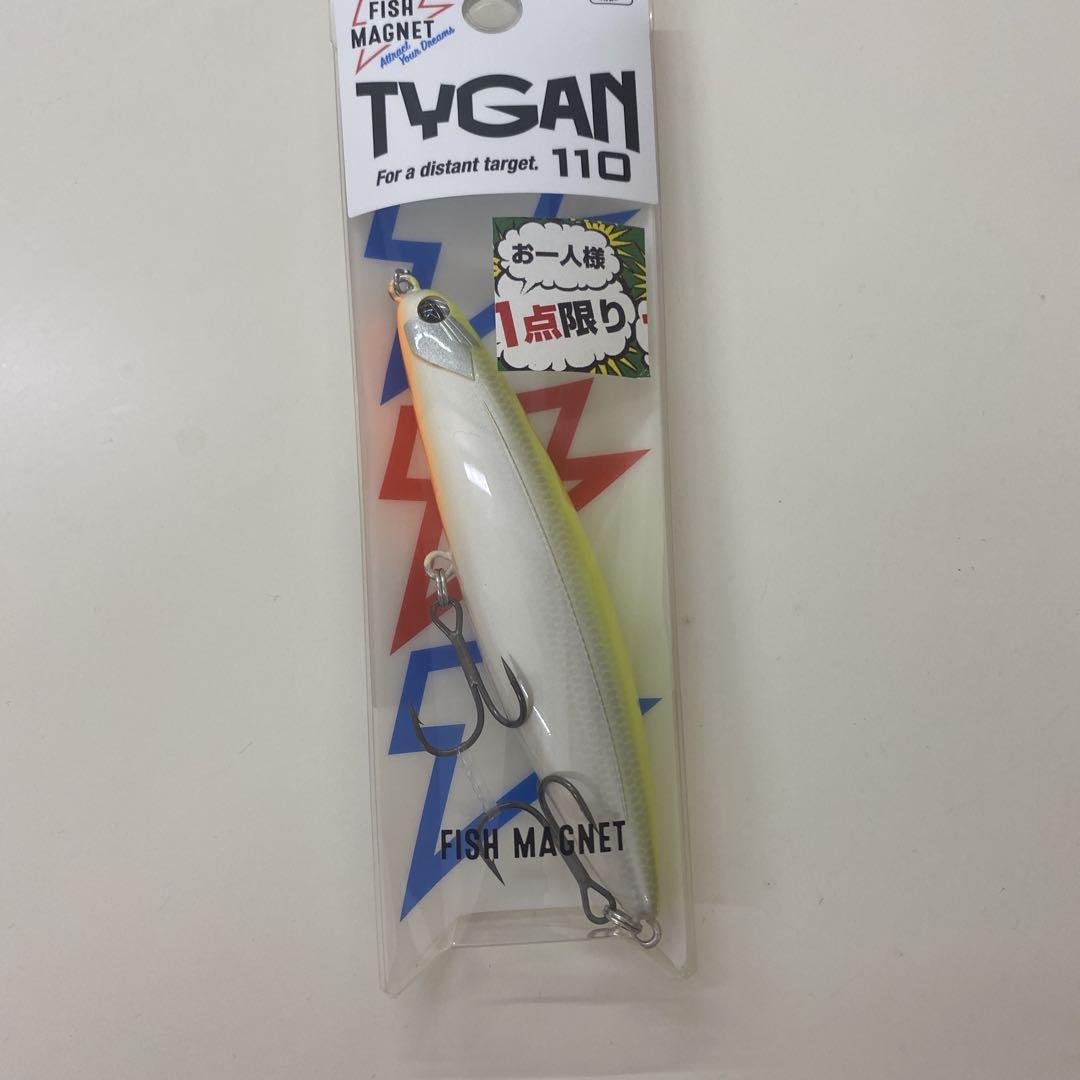 FISH
MAGNET
Attract
Your Dreams
TYGAN
For a distant target. 110
お一人様
1点限り
FISH MAGNET